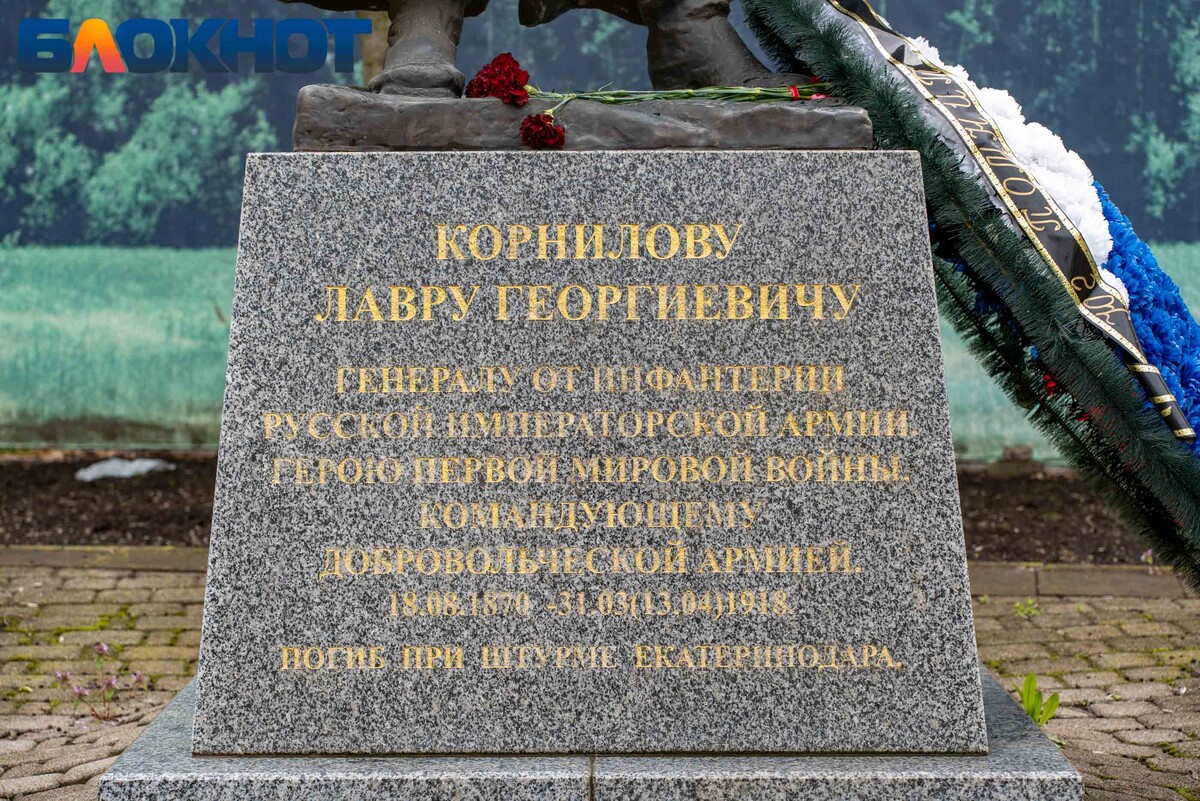 БЛОКНОТ
КОРНИЛОВУ
ЛАВРУ ГЕОРГИЕВИЧУ
ГЕНЕРАЛУ ОТ ИНФАНТЕРИИ
РУССКОЙ ИМПЕРАТОРСКОЙ АРМИИ.
ГЕРОЮ ПЕРВОЙ МИРОВОЙ ВОЙНЫ.
КОМАНДУЮЩЕМУ
ДОБРОВОЛЬЧЕСКОЙ АРМИЕЙ.
18.08.1870 -31.03(13.04)1918.
ПОГИБ ПРИ ШТУРМЕ ЕКАТЕРИНОДАРА.